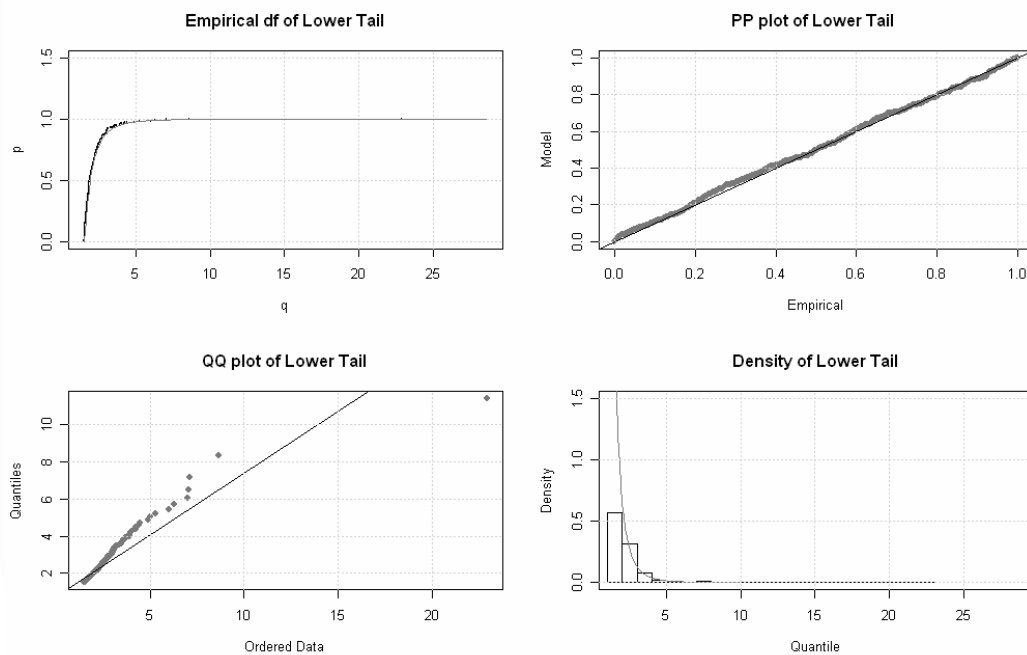 Empirical df of Lower Tail
p
0.0 0.5 1.0 1.5
5 10 15 20 25
q
PP plot of Lower Tail
Model
0.0 0.2 0.4 0.6 0.8 1.0
0.0 0.2 0.4 0.6 0.8 1.0
Empirical
QQ plot of Lower Tail
Quantiles
2 4 6 8 10
5 10 15 20
Ordered Data
Density of Lower Tail
Density
0.0 0.5 1.0 1.5
5 10 15 20 25
Quantile